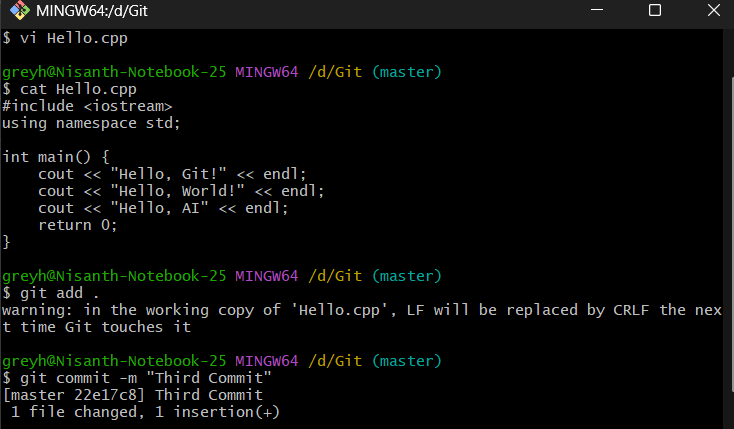 MINGW64:/d/Git
$ vi Hello.cpp
greyh@Nisanth-Notebook-25 MINGW64 /d/Git (master)
$ cat Hello.cpp
#include <iostream>
using namespace std;
int main() {
    cout << "Hello, Git!" << endl;
    cout << "Hello, World!" << endl;
    cout << "Hello, AI" << endl;
    return 0;
}
greyh@Nisanth-Notebook-25 MINGW64 /d/Git (master)
$ git add .
warning: in the working copy of 'Hello.cpp', LF will be replaced by CRLF the nex
t time Git touches it
greyh@Nisanth-Notebook-25 MINGW64 /d/Git (master)
$ git commit -m "Third Commit"
[master 22e17c8] Third Commit
 1 file changed, 1 insertion(+)